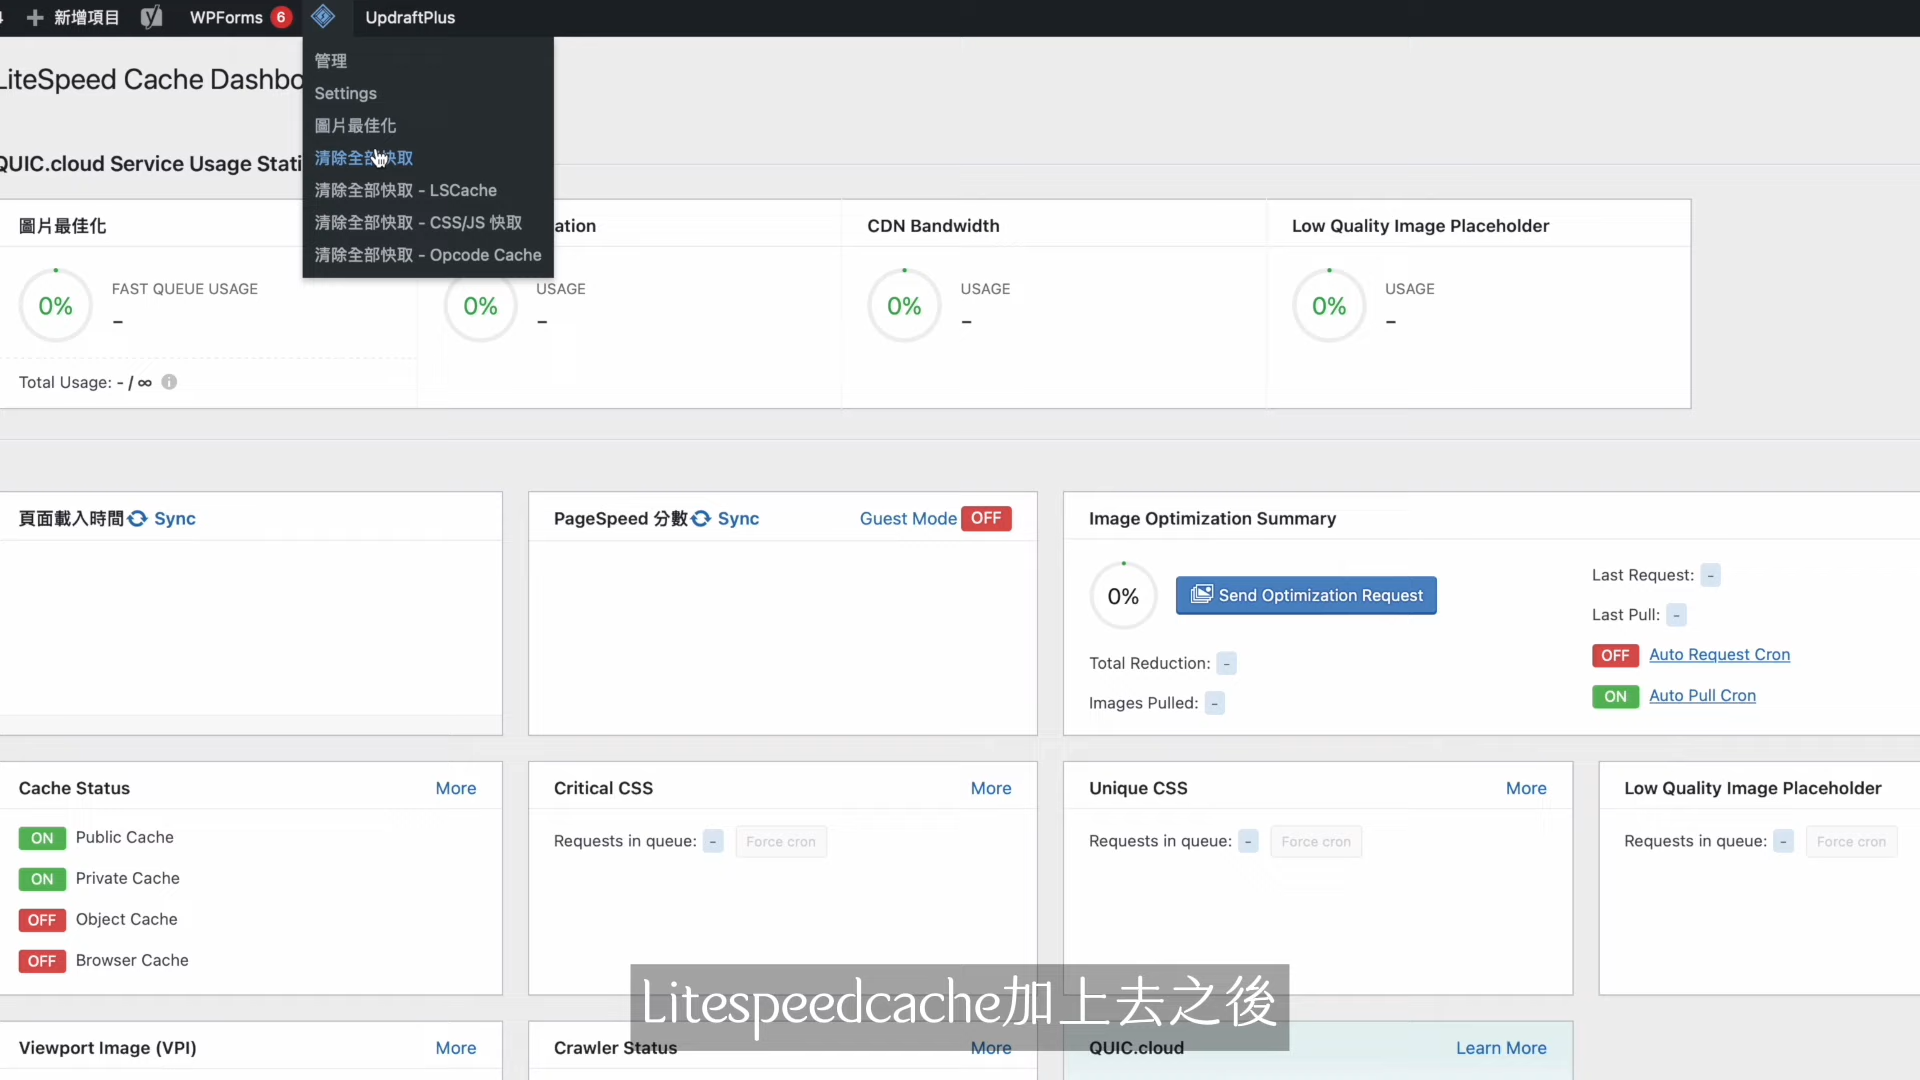 新增項目
WPForms 6
UpdraftPlus
管理
Settings
圖片最佳化
清除全部快取
清除全部快取 - LSCache
清除全部快取 - CSS/JS 快取
清除全部快取 - Opcode Cache
LiteSpeed Cache Dashbo
QUIC.cloud Service Usage Stati
圖片最佳化
ation
CDN Bandwidth
Low Quality Image Placeholder
0%
FAST QUEUE USAGE
-
0%
USAGE
-
0%
USAGE
-
0%
USAGE
-
Total Usage: - / ∞
頁面載入時間 Sync
PageSpeed 分數 Sync
Guest Mode OFF
Image Optimization Summary
0%
Send Optimization Request
Total Reduction: -
Images Pulled: -
Last Request: -
Last Pull: -
OFF Auto Request Cron
ON Auto Pull Cron
Cache Status More
ON Public Cache
ON Private Cache
OFF Object Cache
OFF Browser Cache
Critical CSS More
Requests in queue: - Force cron
Unique CSS More
Requests in queue: - Force cron
Low Quality Image Placeholder
Requests in queue: - Force cron
Litespeedcache加上去之後
Viewport Image (VPI) More
Crawler Status More
QUIC.cloud Learn More